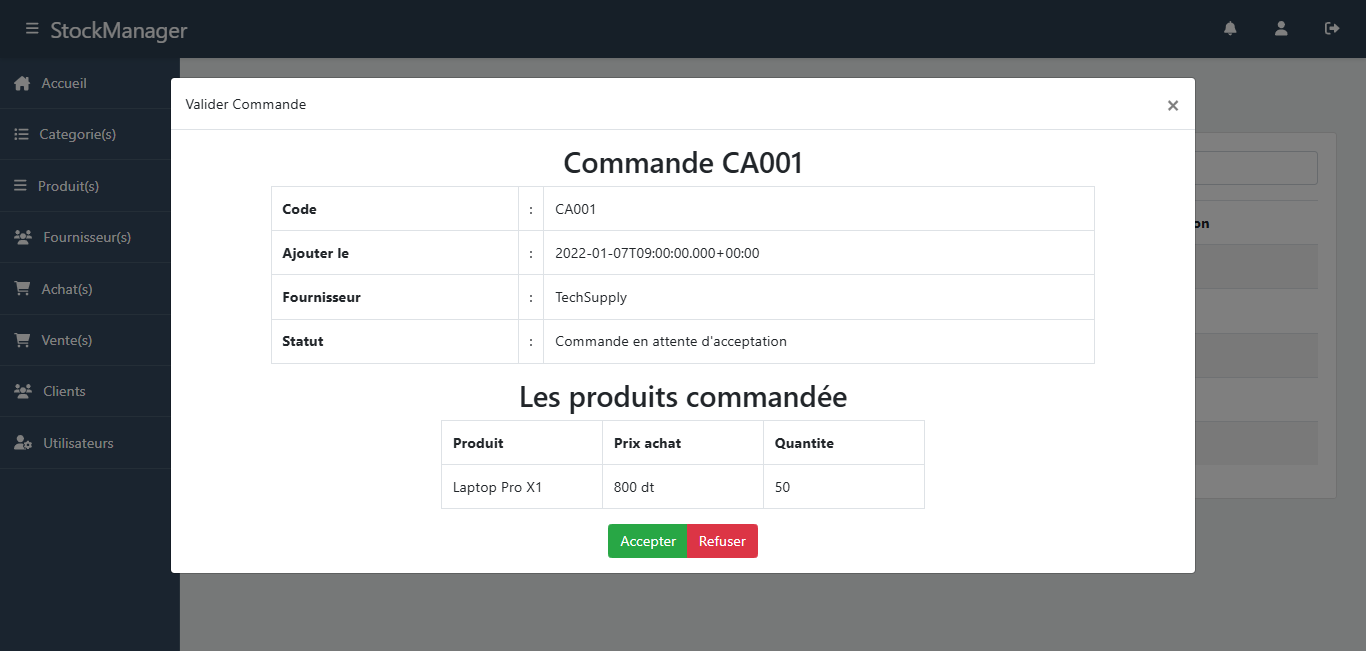 StockManager
Accueil
Categorie(s)
Produit(s)
Fournisseur(s)
Achat(s)
Vente(s)
Clients
Utilisateurs
Valider Commande ×
Commande CA001
Code : CA001
Ajouter le : 2022-01-07T09:00:00.000+00:00
Fournisseur : TechSupply
Statut : Commande en attente d'acceptation
Les produits commandée
Produit Prix achat Quantite
Laptop Pro X1 800 dt 50
Accepter Refuser